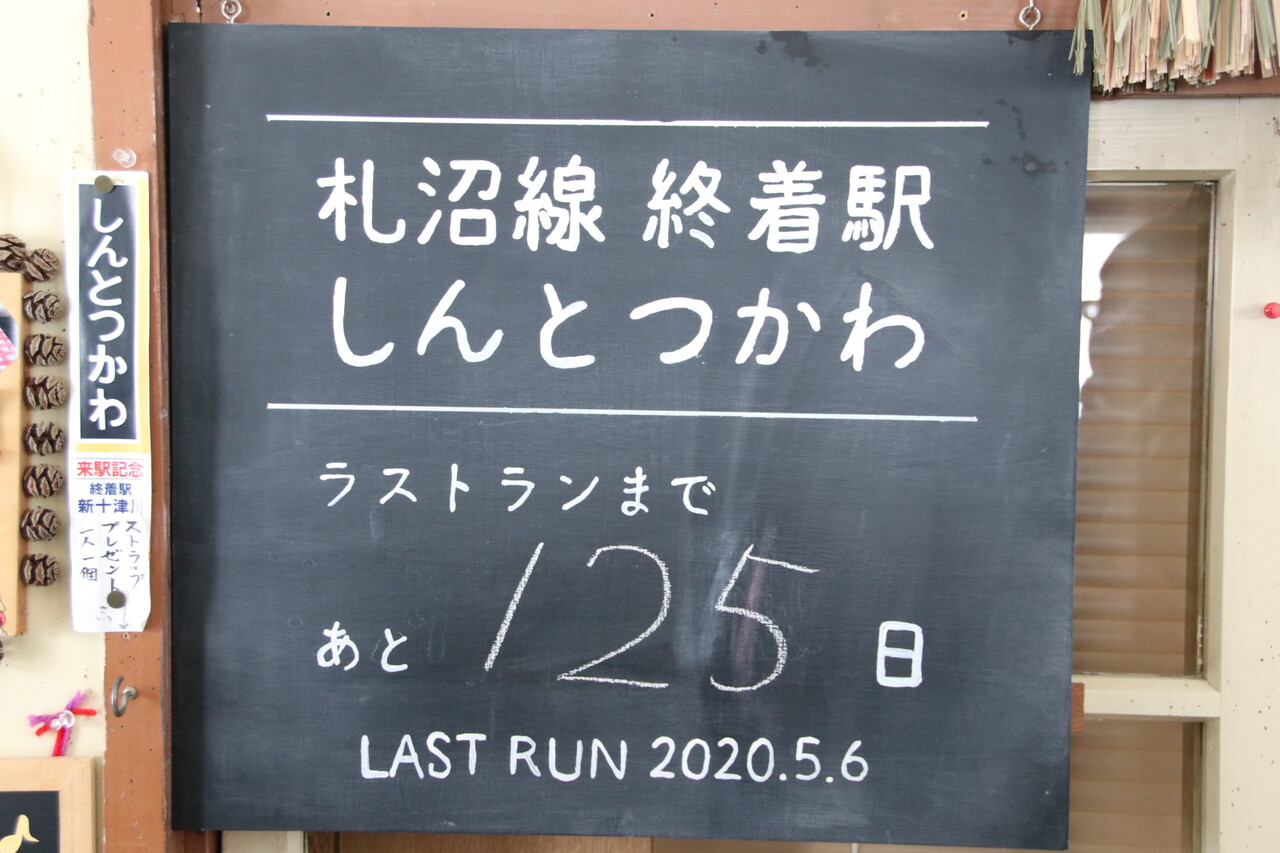 札沼線 終着駅
しんとつかわ
ラストランまで
あと 125 日
LAST RUN 2020.5.6
しんとつかわ
来駅記念
終着駅
新十津川
ストラップ
プレゼント
一人一個